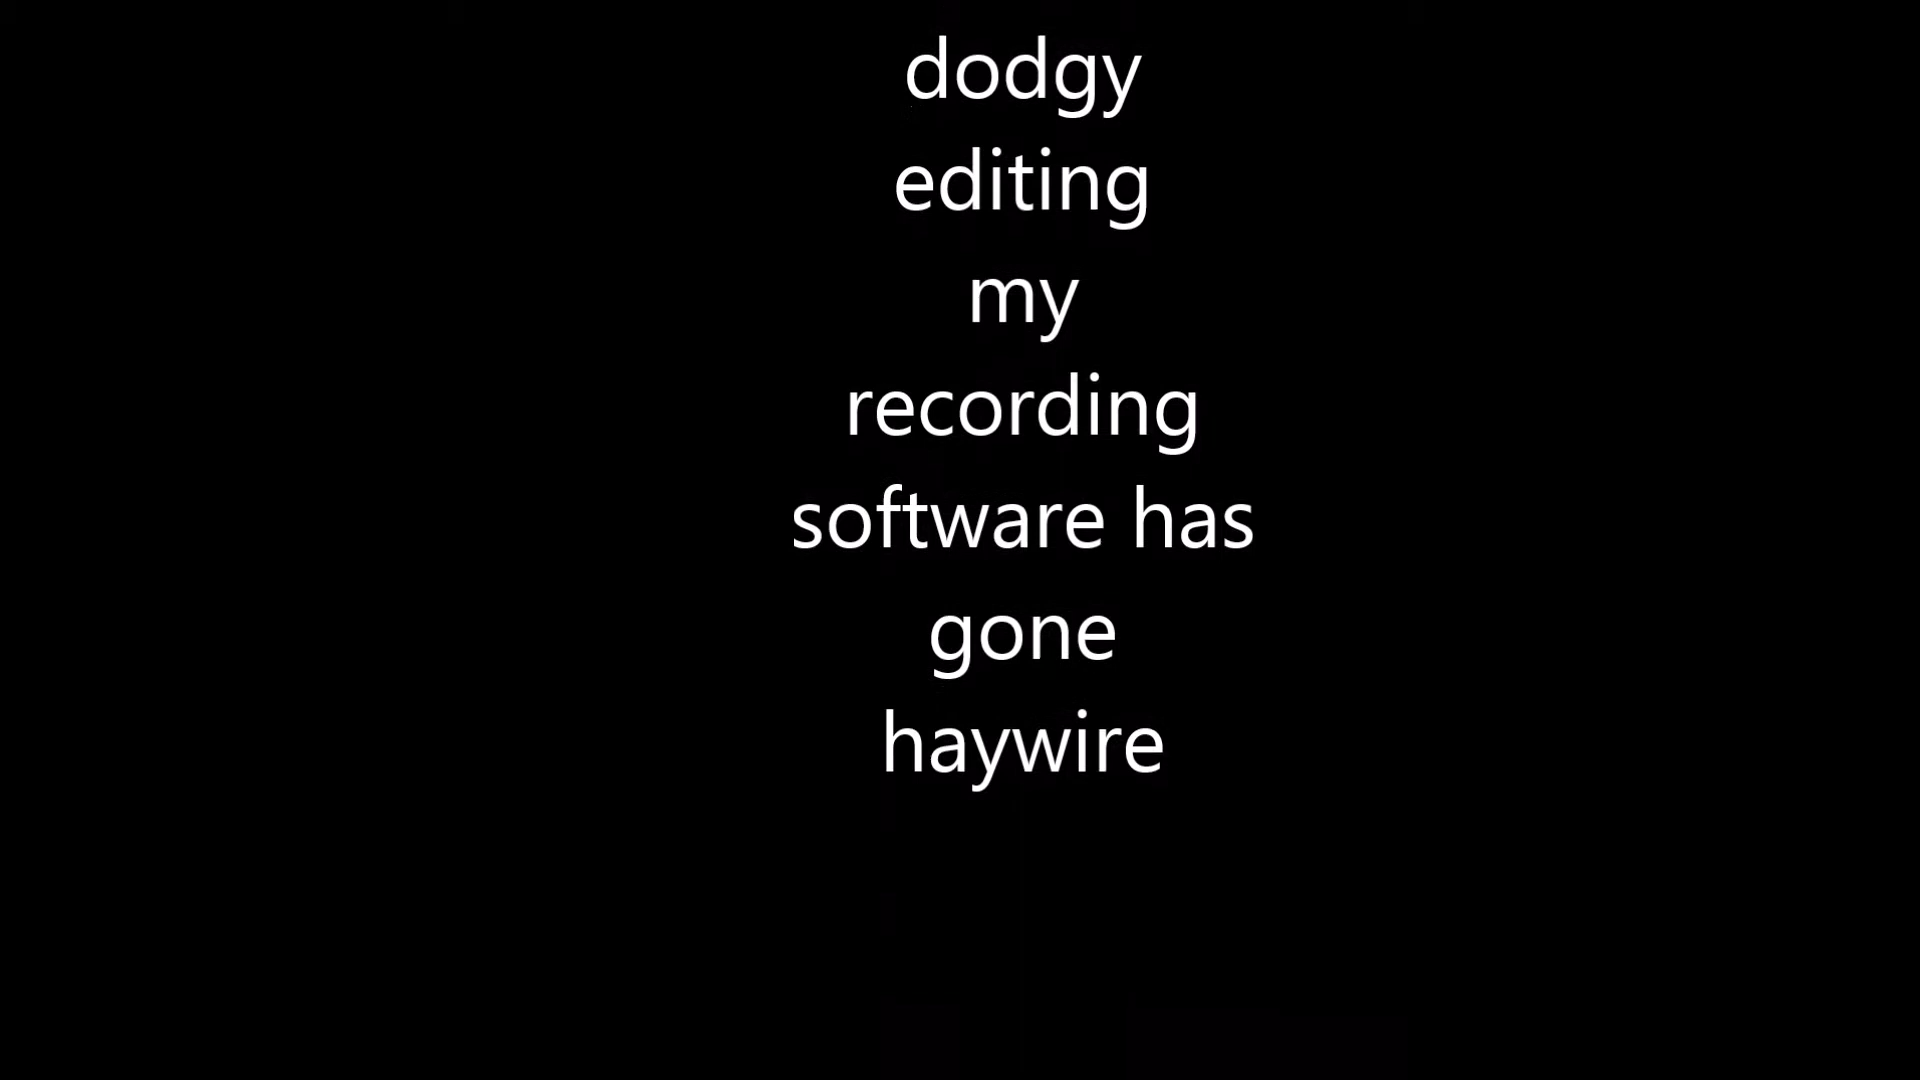 dodgy
editing
my
recording
software has
gone
haywire